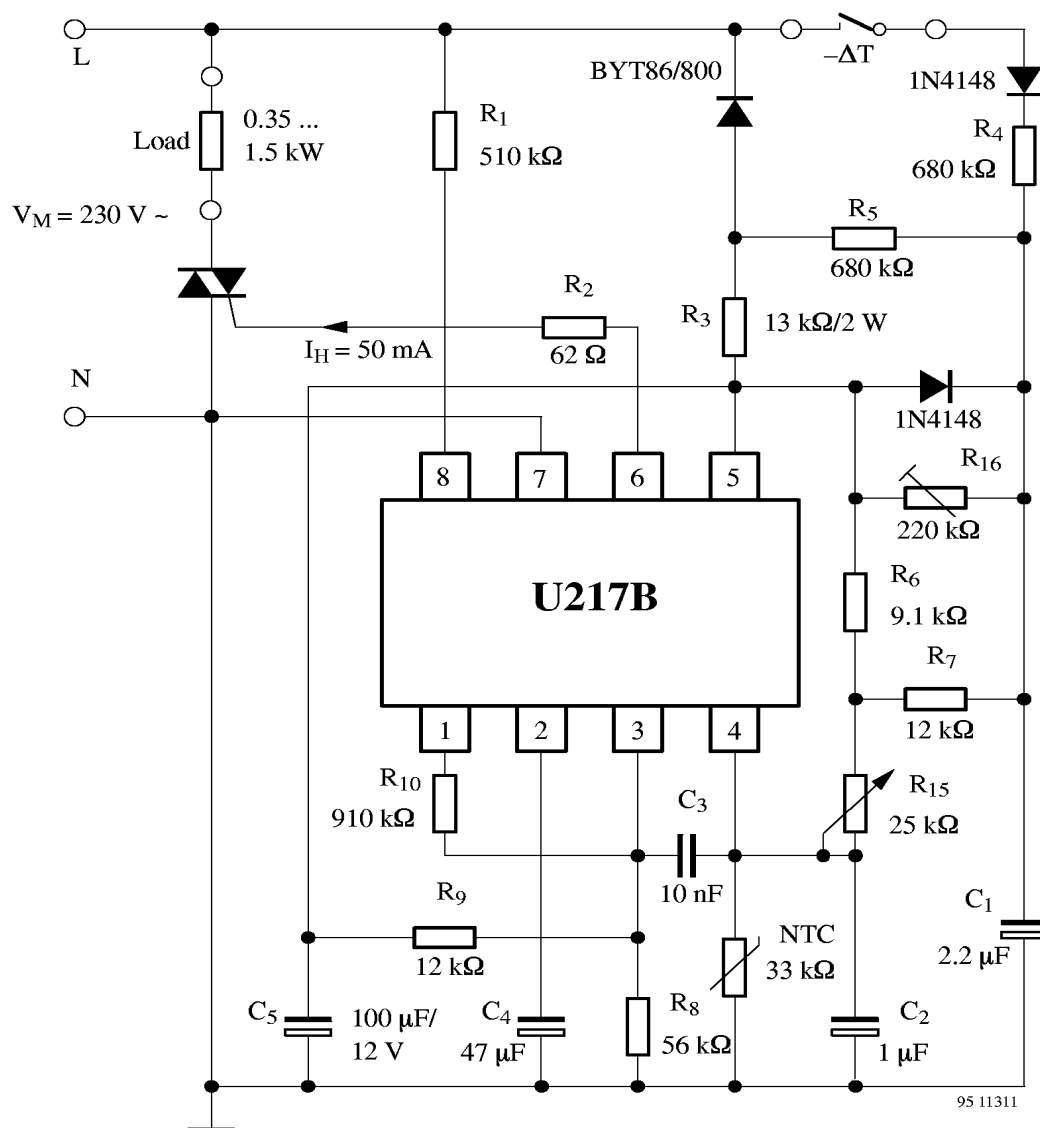 L
–ΔT
BYT86/800
1N4148
R1
510 kΩ
Load
0.35 ...
1.5 kW
R4
680 kΩ
VM = 230 V ~
R5
680 kΩ
R2
62 Ω
IH = 50 mA
R3
13 kΩ/2 W
N
1N4148
8
7
6
5
R16
220 kΩ
U217B
R6
9.1 kΩ
R7
12 kΩ
1
2
3
4
R10
910 kΩ
C3
10 nF
R15
25 kΩ
R9
12 kΩ
NTC
33 kΩ
C1
2.2 µF
C5
100 µF/
12 V
C4
47 µF
R8
56 kΩ
C2
1 µF
95 11311